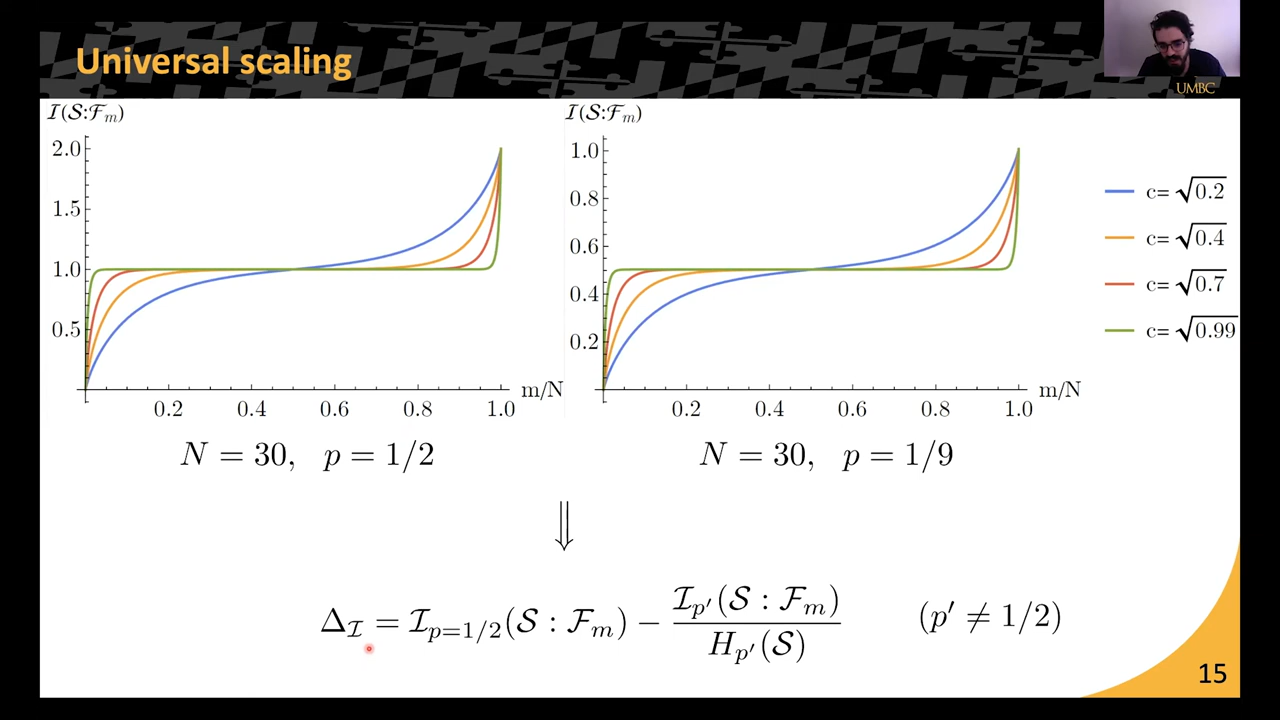 Universal scaling
UMBC
I(S:Fₘ)
2.0
1.5
1.0
0.5
0.2 0.4 0.6 0.8 1.0
m/N
N = 30, p = 1/2
I(S:Fₘ)
1.0
0.8
0.6
0.4
0.2
0.2 0.4 0.6 0.8 1.0
m/N
N = 30, p = 1/9
c= √0.2
c= √0.4
c= √0.7
c= √0.99
⇓
Δ_I = I_{p=1/2}(S : F_m) − I_{p′}(S : F_m) / H_{p′}(S) (p′ ≠ 1/2)
15